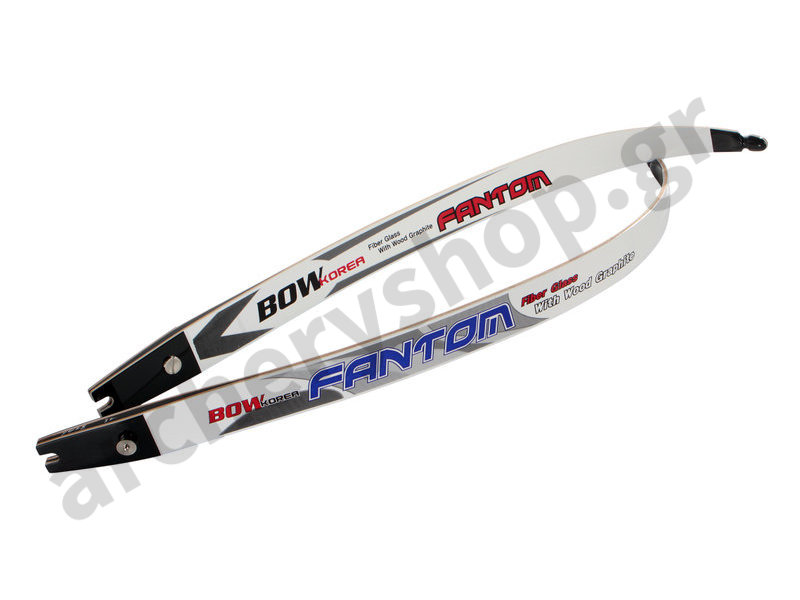 FANTOM
Fiber Glass
With Wood Graphite
BOW KOREA
Fiber Glass
With Wood Graphite
FANTOM
BOW KOREA
archeryshop.gr